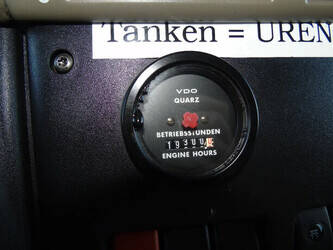 Tanken = UREN
VDO
QUARZ
BETRIEBSSTUNDEN
ENGINE HOURS